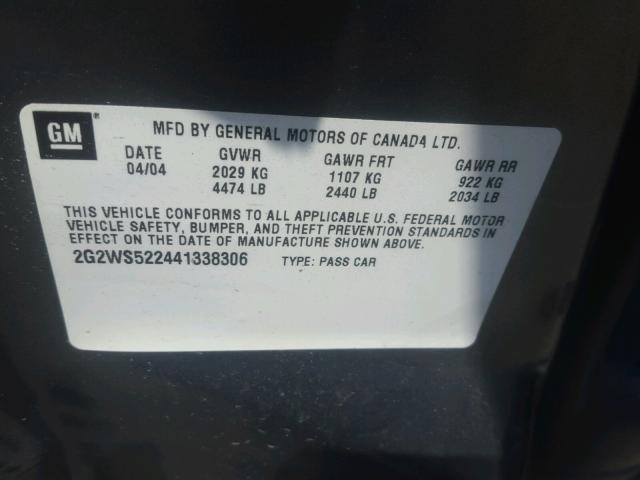 GM ®
MFD BY GENERAL MOTORS OF CANADA LTD.
DATE GVWR GAWR FRT GAWR RR
04/04 2029 KG 1107 KG 922 KG
4474 LB 2440 LB 2034 LB
THIS VEHICLE CONFORMS TO ALL APPLICABLE U.S. FEDERAL MOTOR
VEHICLE SAFETY, BUMPER, AND THEFT PREVENTION STANDARDS IN
EFFECT ON THE DATE OF MANUFACTURE SHOWN ABOVE.
2G2WS522441338306 TYPE: PASS CAR